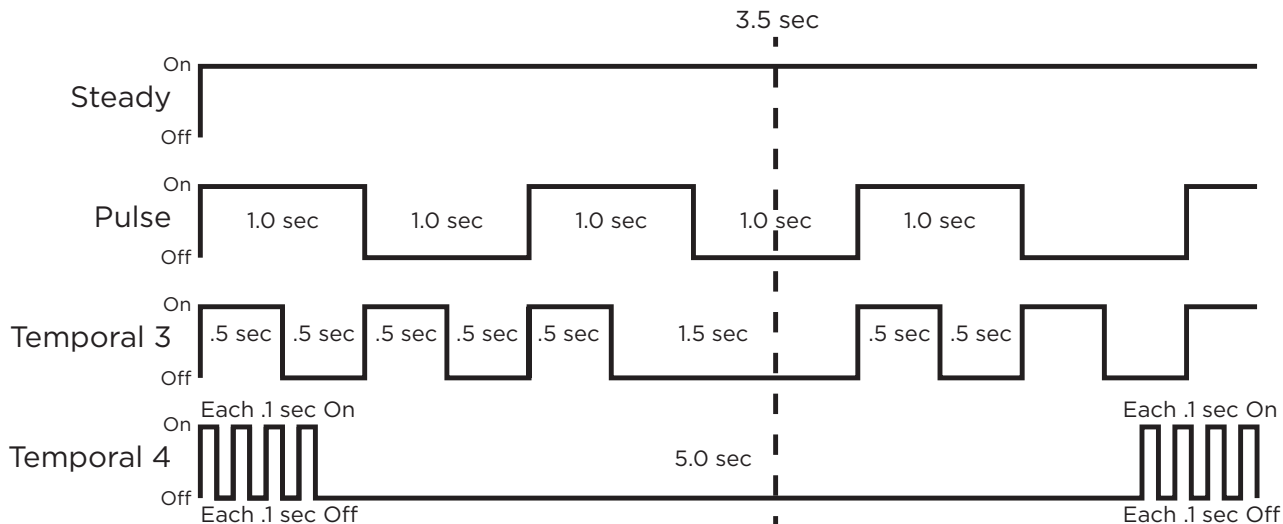 3.5 sec
On
Steady
Off
On
Pulse
1.0 sec 1.0 sec 1.0 sec 1.0 sec 1.0 sec
Off
On
Temporal 3
.5 sec .5 sec .5 sec .5 sec .5 sec 1.5 sec .5 sec .5 sec
Off
Each .1 sec On Each .1 sec On
On
Temporal 4
5.0 sec
Off
Each .1 sec Off Each .1 sec Off